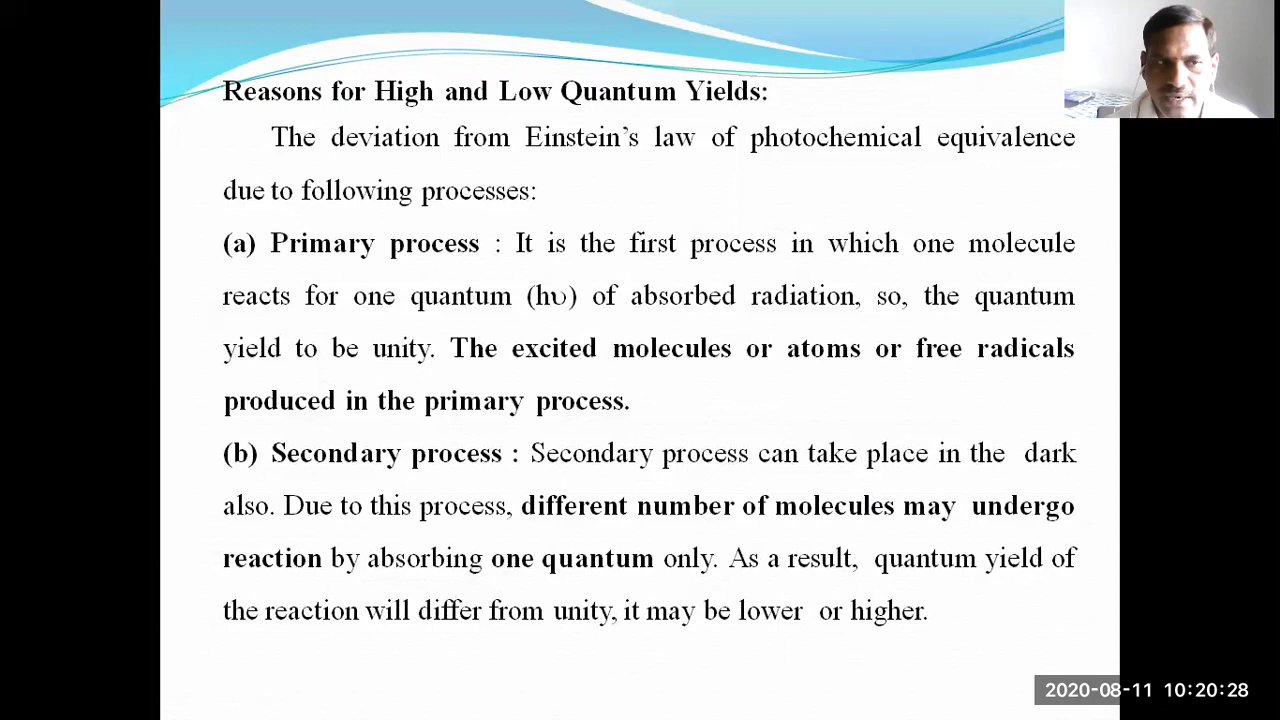 Reasons for High and Low Quantum Yields:
The deviation from Einstein’s law of photochemical equivalence
due to following processes:
(a) Primary process : It is the first process in which one molecule
reacts for one quantum (hυ) of absorbed radiation, so, the quantum
yield to be unity. The excited molecules or atoms or free radicals
produced in the primary process.
(b) Secondary process : Secondary process can take place in the dark
also. Due to this process, different number of molecules may undergo
reaction by absorbing one quantum only. As a result, quantum yield of
the reaction will differ from unity, it may be lower or higher.
2020-08-11 10:20:28